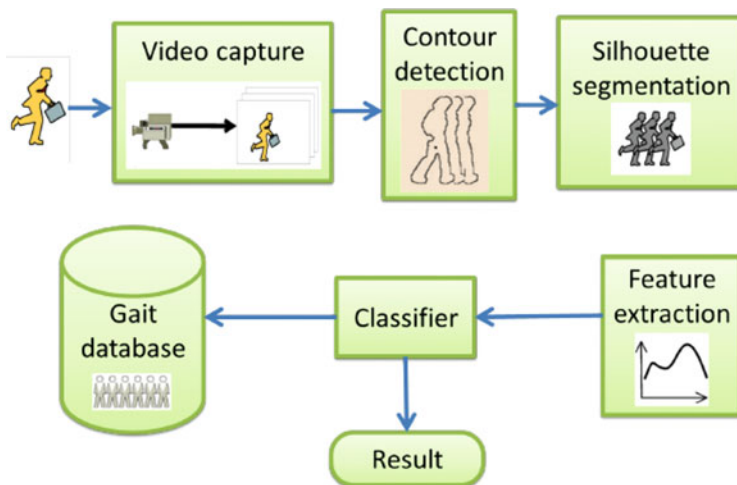 Video capture
Contour
detection
Silhouette
segmentation
Gait
database
Classifier
Feature
extraction
Result